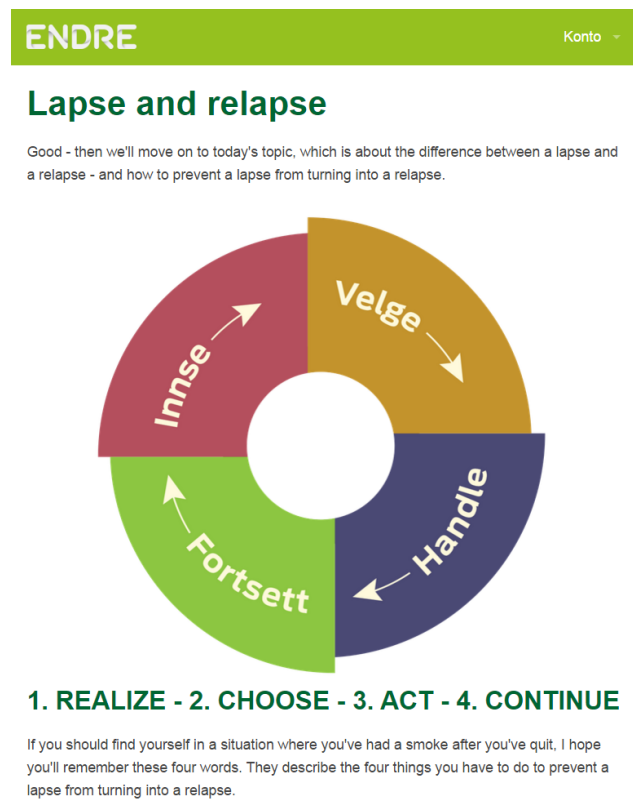 ENDRE
Konto
Lapse and relapse
Good - then we'll move on to today's topic, which is about the difference between a lapse and
a relapse - and how to prevent a lapse from turning into a relapse.
Innse
Velge
Handle
Fortsett
1. REALIZE - 2. CHOOSE - 3. ACT - 4. CONTINUE
If you should find yourself in a situation where you've had a smoke after you've quit, I hope
you'll remember these four words. They describe the four things you have to do to prevent a
lapse from turning into a relapse.